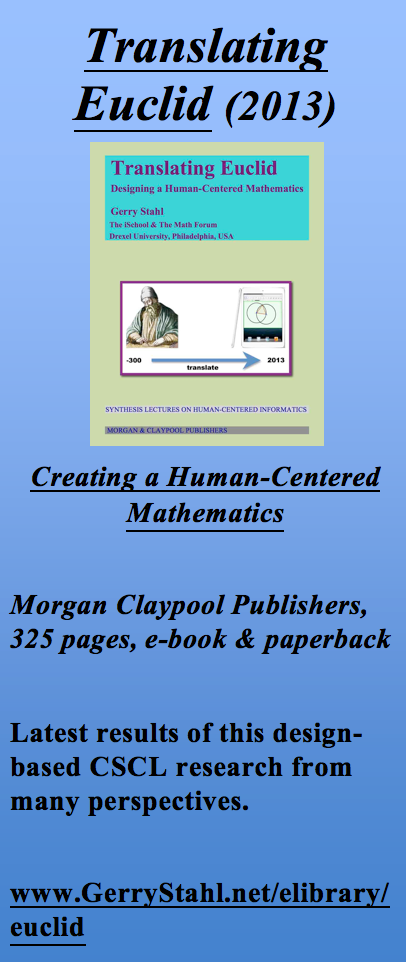 Translating
Euclid (2013)
Translating Euclid
Designing a Human-Centered Mathematics
Gerry Stahl
The iSchool & The Math Forum
Drexel University, Philadelphia, USA
-300
2013
translate
SYNTHESIS LECTURES ON HUMAN-CENTERED INFORMATICS
MORGAN & CLAYPOOL PUBLISHERS
Creating a Human-Centered
Mathematics
Morgan Claypool Publishers,
325 pages, e-book & paperback
Latest results of this design-
based CSCL research from
many perspectives.
www.GerryStahl.net/elibrary/
euclid